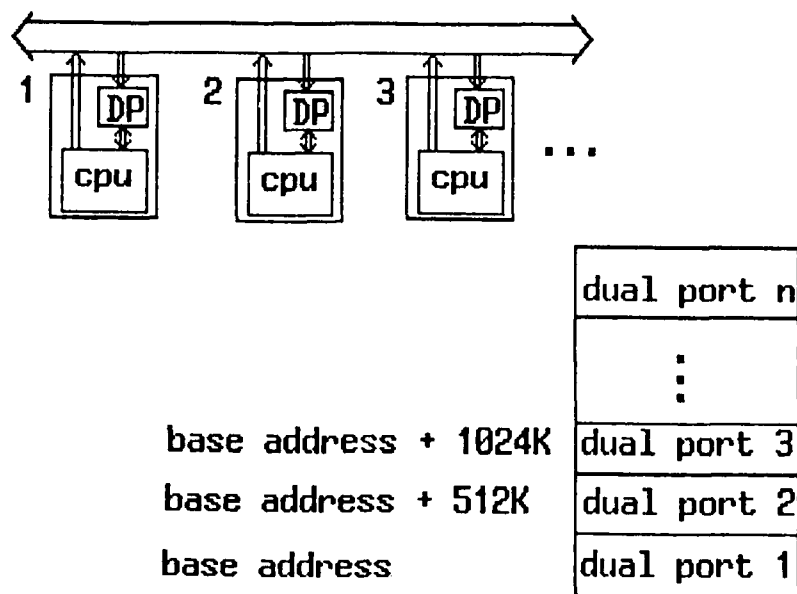 1 DP 2 DP 3 DP
cpu cpu cpu ...
dual port n
⋮
base address + 1024K dual port 3
base address + 512K dual port 2
base address dual port 1